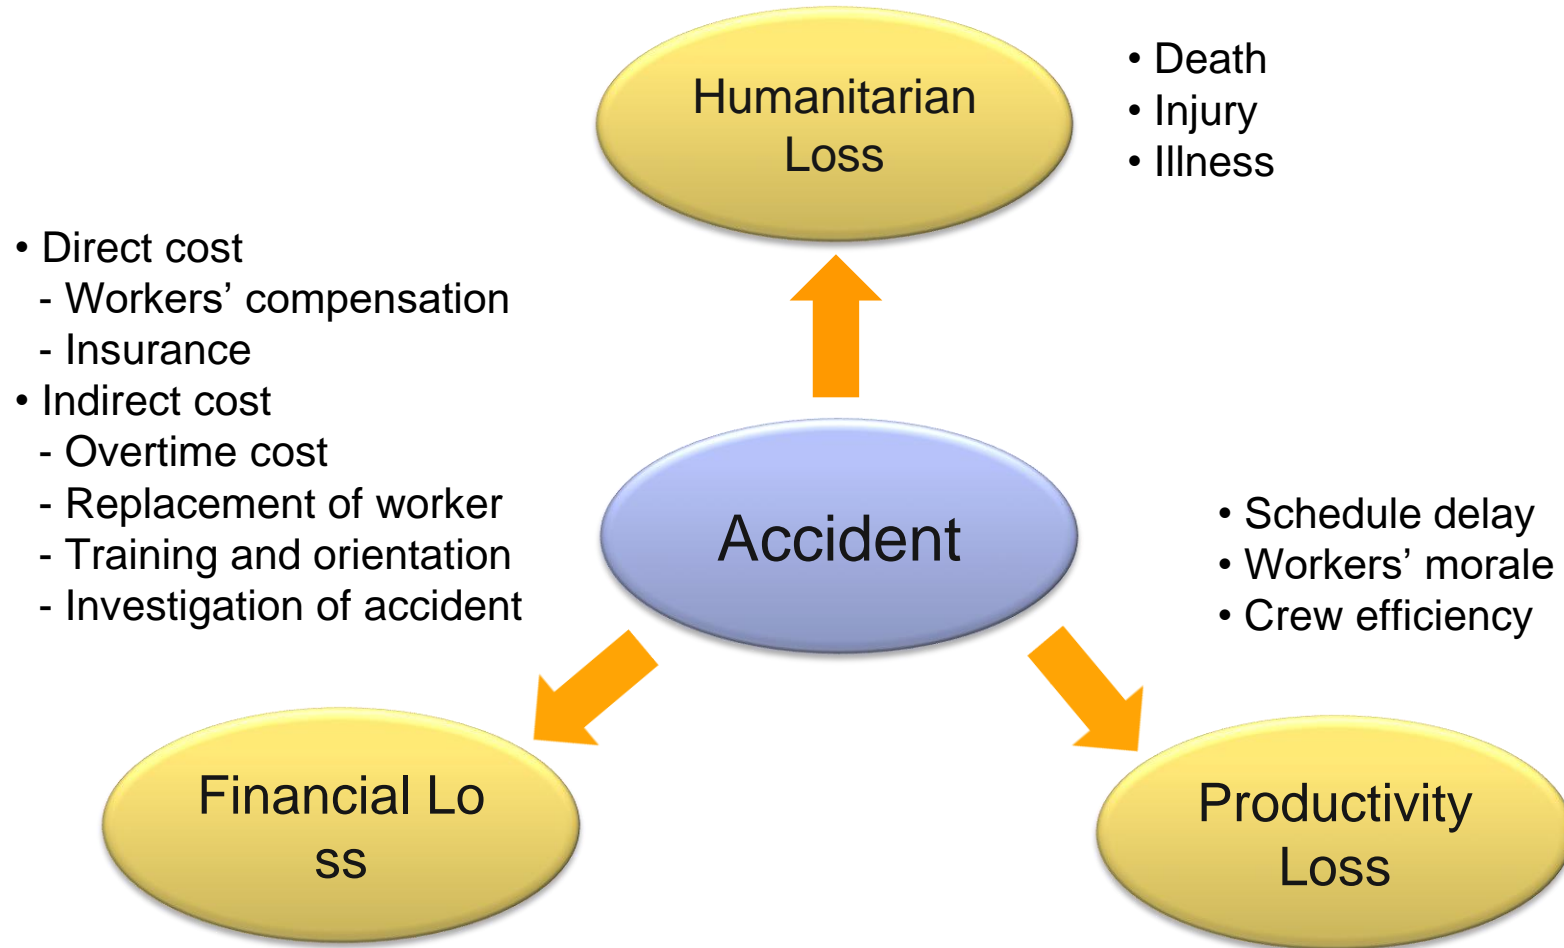 Humanitarian
Loss
• Death
• Injury
• Illness
• Direct cost
- Workers’ compensation
- Insurance
• Indirect cost
- Overtime cost
- Replacement of worker
- Training and orientation
- Investigation of accident
Accident
• Schedule delay
• Workers’ morale
• Crew efficiency
Financial Lo
ss
Productivity
Loss